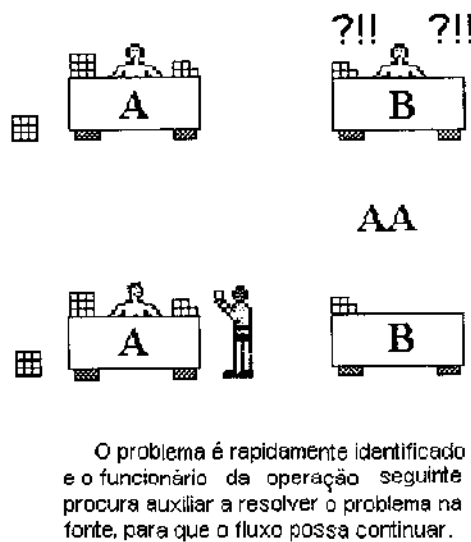 ?!! ?!!
A B
AA
A B
O problema é rapidamente identificado
e o funcionário da operação seguinte
procura auxiliar a resolver o problema na
fonte, para que o fluxo possa continuar.